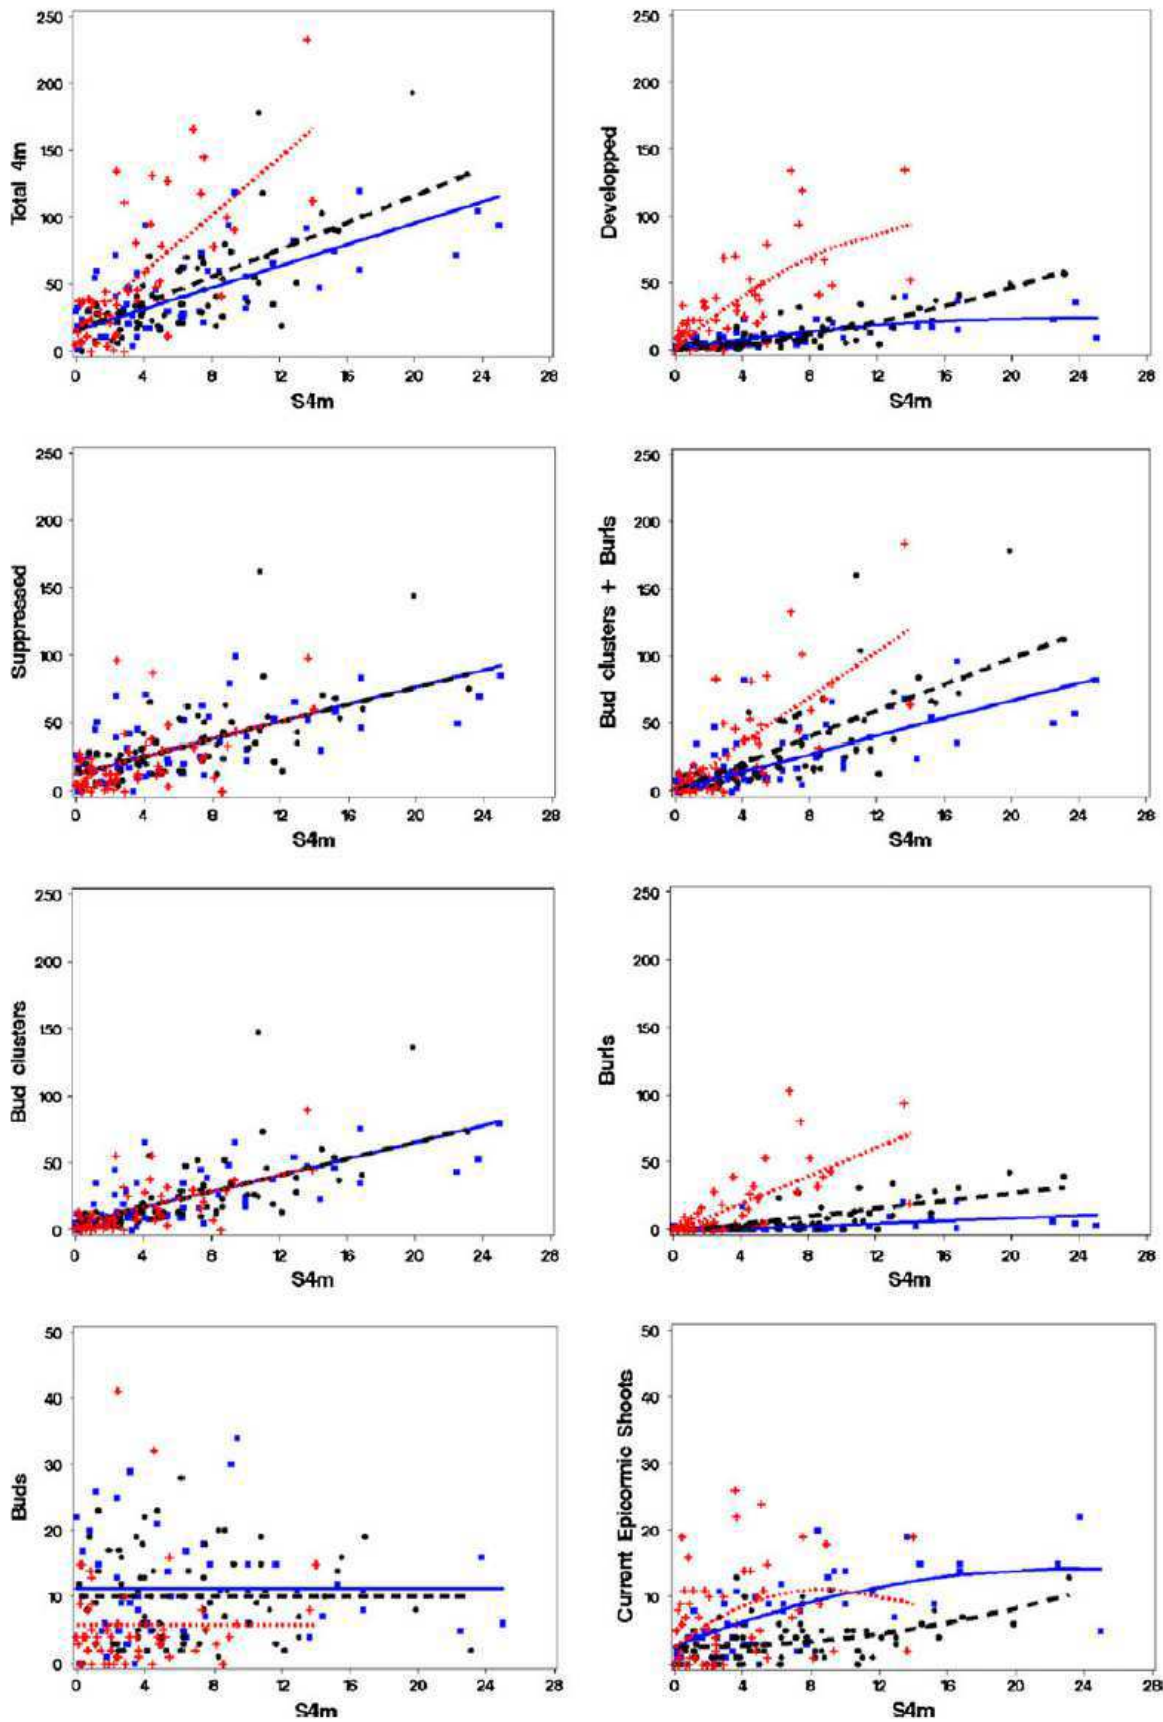 Total 4m
250
200
150
100
50
0
0 4 8 12 16 20 24 28
S4m
Developped
250
200
150
100
50
0
0 4 8 12 16 20 24 28
S4m
Suppressed
250
200
150
100
50
0
0 4 8 12 16 20 24 28
S4m
Bud clusters + Burls
250
200
150
100
50
0
0 4 8 12 16 20 24 28
S4m
Bud clusters
250
200
150
100
50
0
0 4 8 12 16 20 24 28
S4m
Burls
250
200
150
100
50
0
0 4 8 12 16 20 24 28
S4m
Buds
50
40
30
20
10
0
0 4 8 12 16 20 24 28
S4m
Current Epicormic Shoots
50
40
30
20
10
0 4 8 12 16 20 24 28
S4m